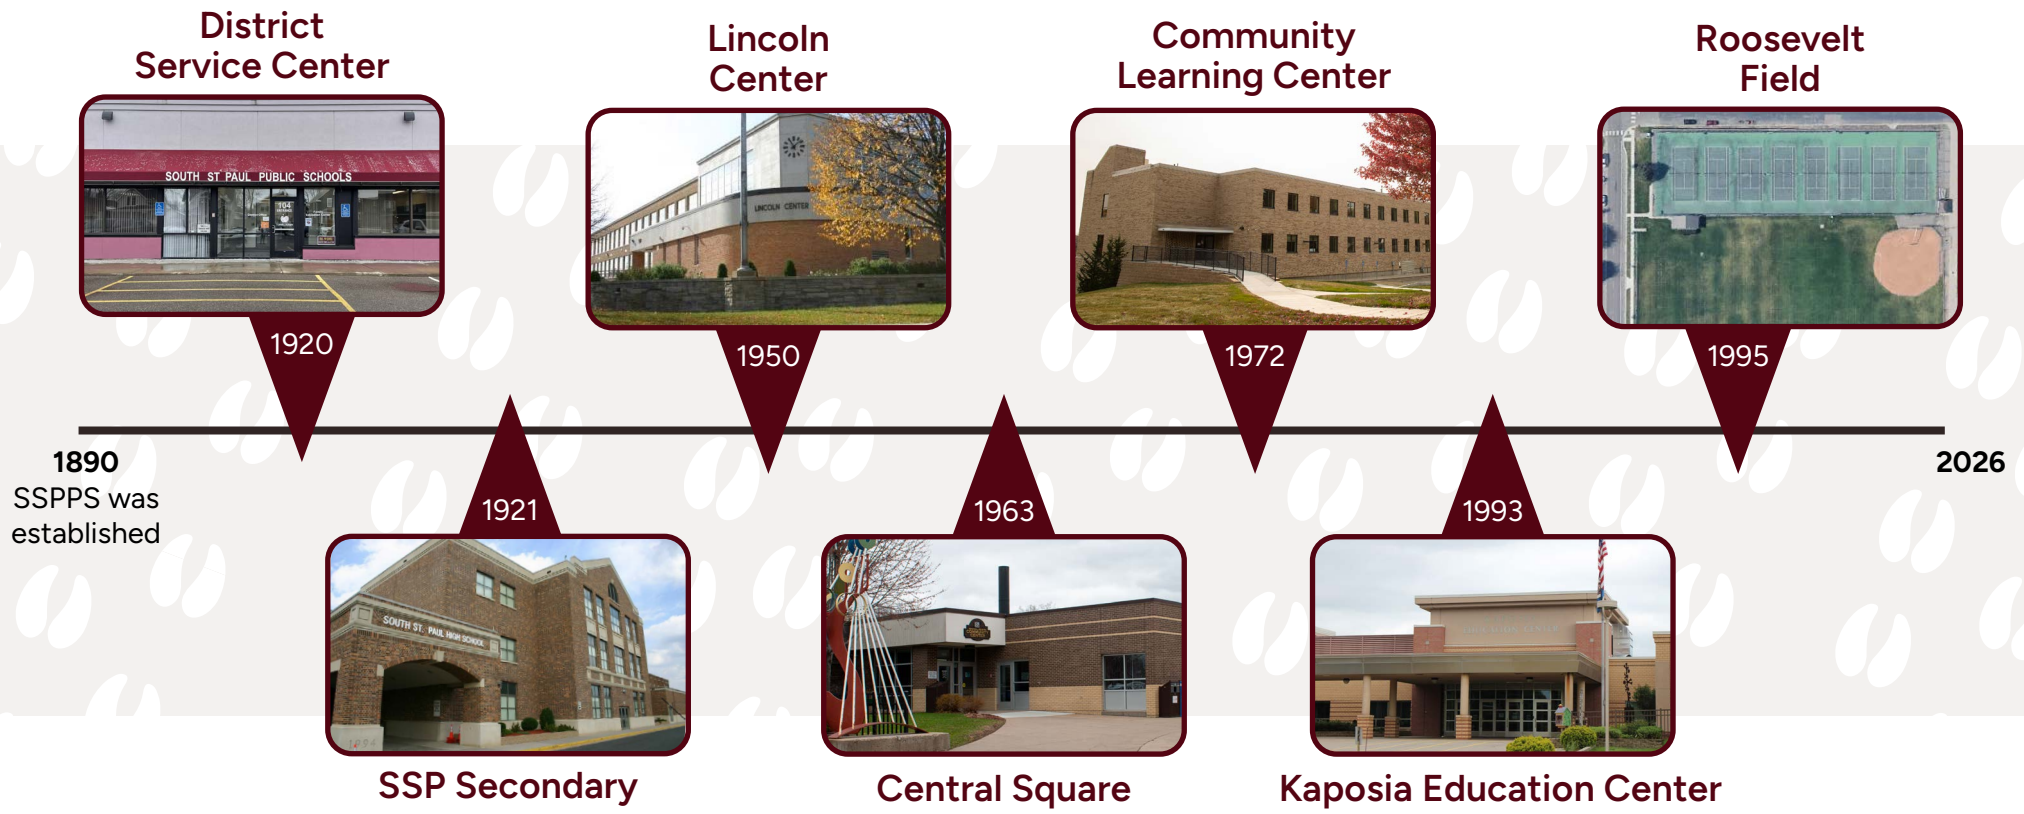 District
Service Center
Lincoln
Center
Community
Learning Center
Roosevelt
Field
SOUTH ST PAUL PUBLIC SCHOOLS
104
LINCOLN CENTER
1920
1950
1972
1995
1890
SSPPS was
established
2026
1921
1963
1993
SOUTH ST. PAUL HIGH SCHOOL
SSP Secondary
Central Square
Kaposia Education Center